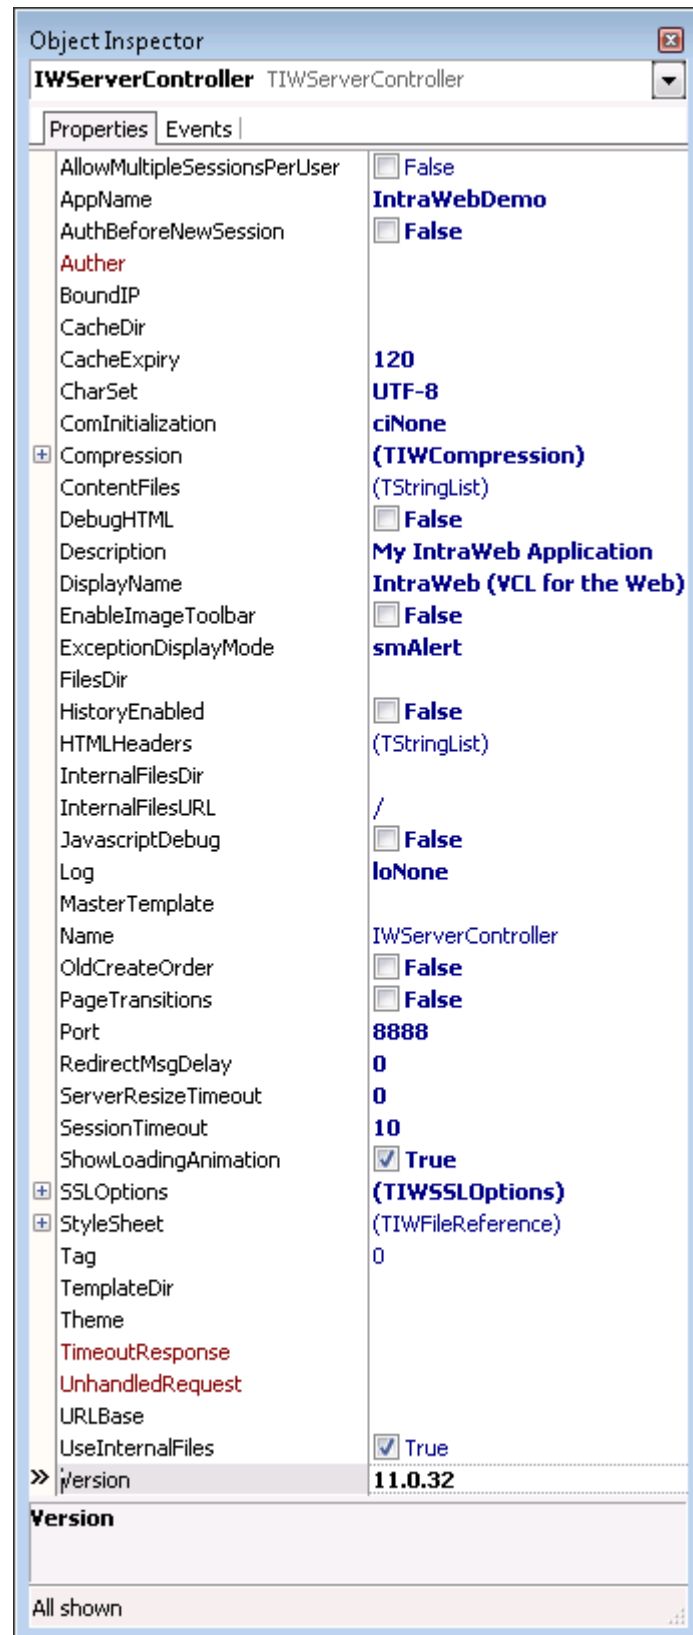 Object Inspector
IWServerController TIWServerController
Properties Events
AllowMultipleSessionsPerUser False
AppName IntraWebDemo
AuthBeforeNewSession False
Auther
BoundIP
CacheDir
CacheExpiry 120
CharSet UTF-8
ComInitialization ciNone
Compression (TIWCompression)
ContentFiles (TStringList)
DebugHTML False
Description My IntraWeb Application
DisplayName IntraWeb (VCL for the Web)
EnableImageToolbar False
ExceptionDisplayMode smAlert
FilesDir
HistoryEnabled False
HTMLHeaders (TStringList)
InternalFilesDir
InternalFilesURL /
JavascriptDebug False
Log loNone
MasterTemplate
Name IWServerController
OldCreateOrder False
PageTransitions False
Port 8888
RedirectMsgDelay 0
ServerResizeTimeout 0
SessionTimeout 10
ShowLoadingAnimation True
SSLOptions (TIWSSLOptions)
StyleSheet (TIWFileReference)
Tag 0
TemplateDir
Theme
TimeoutResponse
UnhandledRequest
URLBase
UseInternalFiles True
» Version 11.0.32
Version
All shown